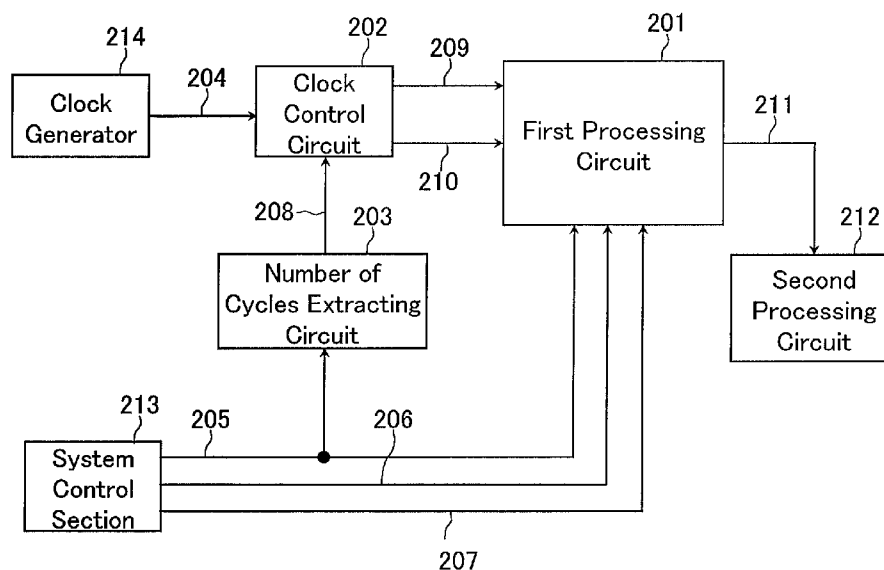 214
204
202
209
201
Clock
Generator
Clock
Control
Circuit
First Processing
Circuit
211
210
208
203
212
Number of
Cycles Extracting
Circuit
Second
Processing
Circuit
213
205
206
System
Control
Section
207